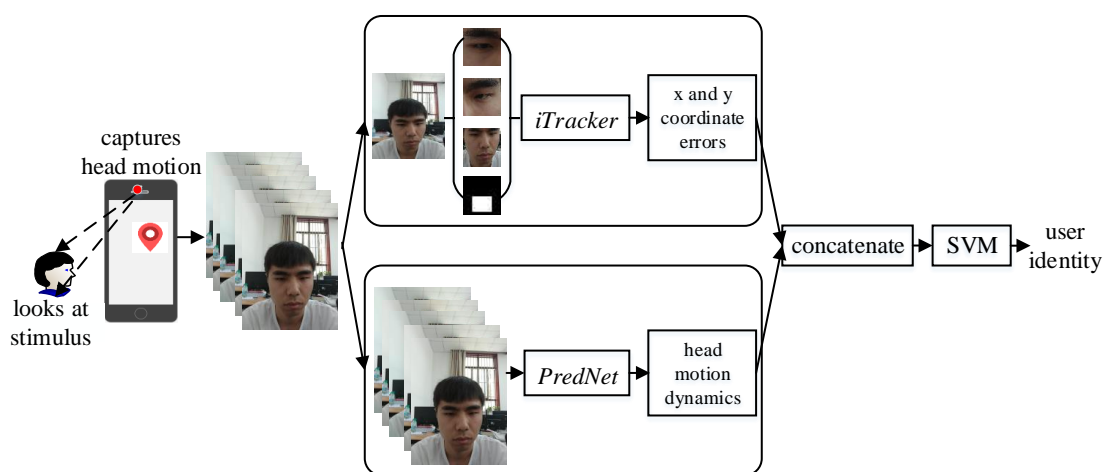 captures
head motion
looks at
stimulus
iTracker
x and y
coordinate
errors
PredNet
head
motion
dynamics
concatenate
SVM
user
identity